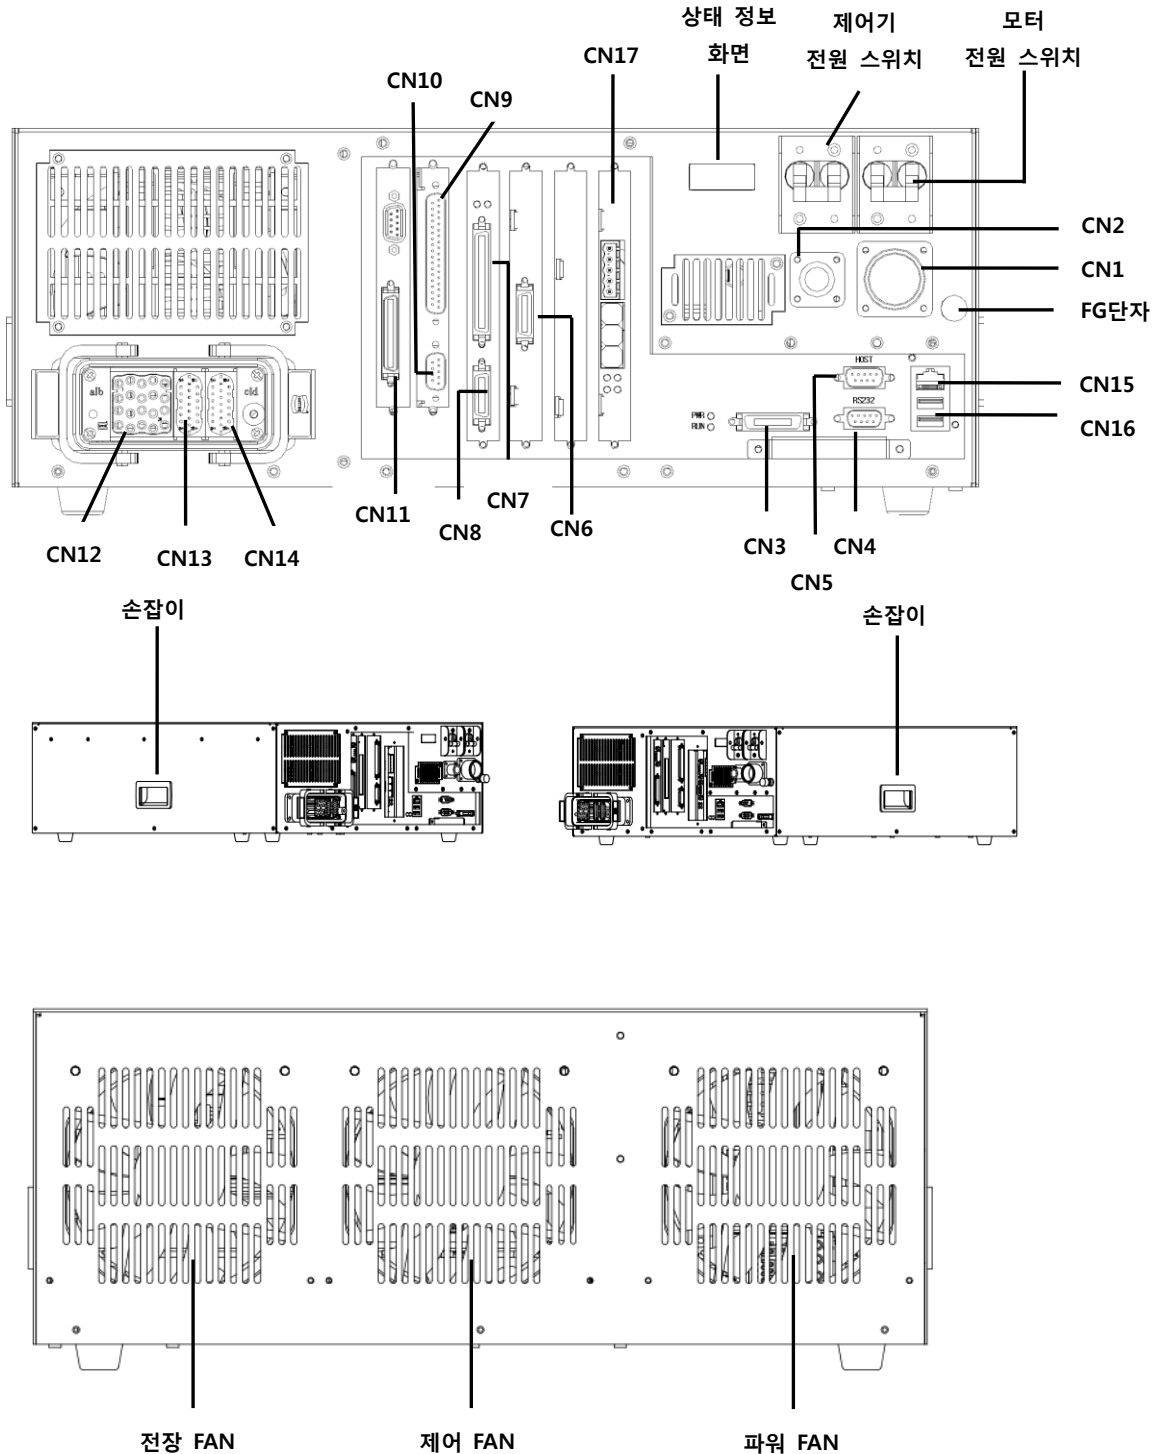 상태 정보
화면
제어기
전원 스위치
모터
전원 스위치
CN17
CN10
CN9
CN2
CN1
FG단자
HOST
CN15
RS232
CN16
PWR
RUN
a|b
c|d
CN11
CN8
CN7
CN6
CN3
CN4
CN5
CN12
CN13
CN14
손잡이
손잡이
전장 FAN
제어 FAN
파워 FAN